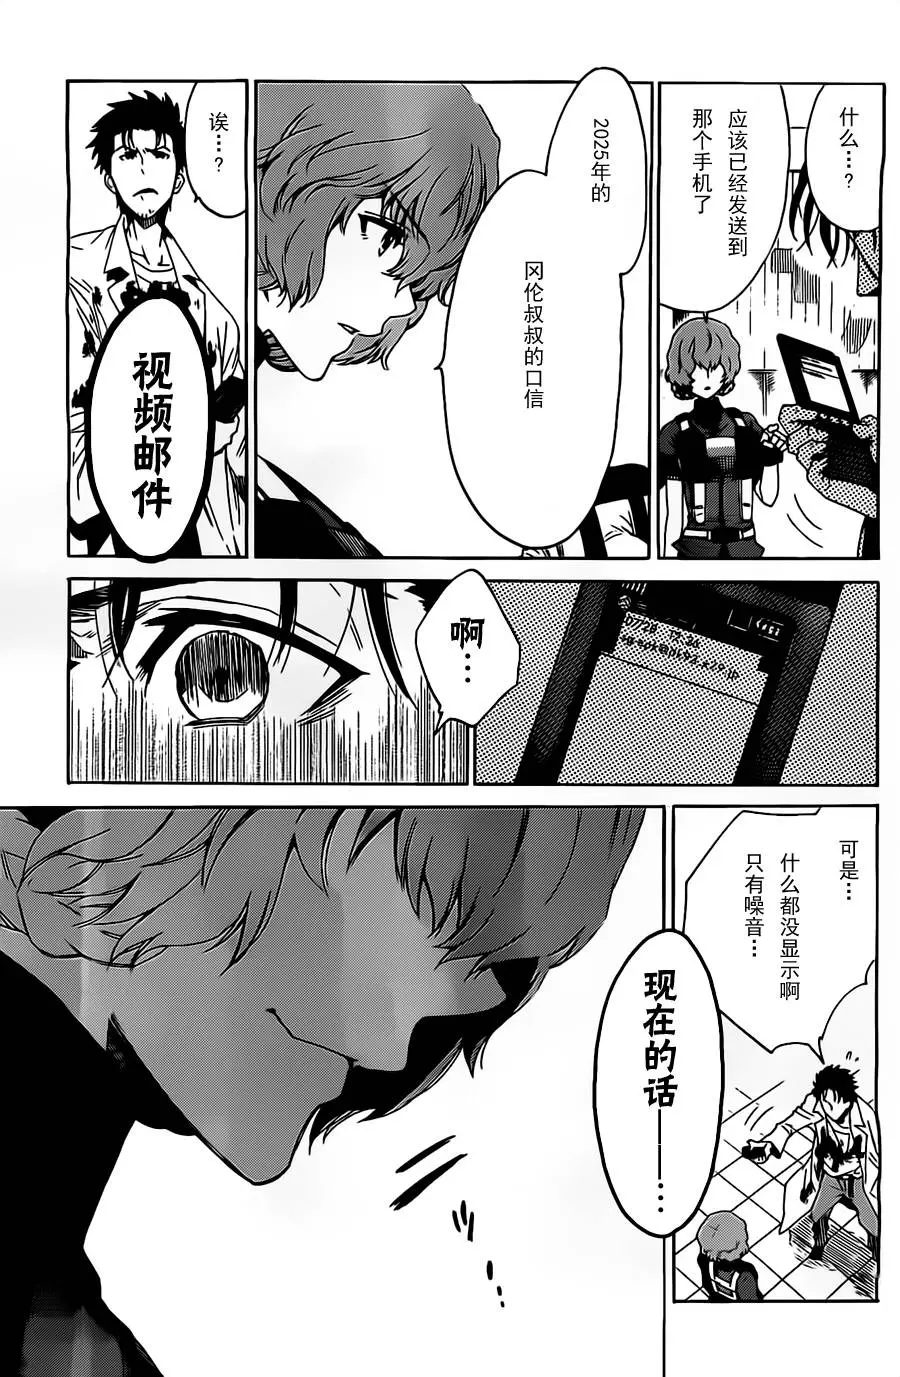 什么…?
应该已经发送到
那个手机了
2025年的
冈伦叔叔的口信
诶…?
视频邮件
啊…
可是…
什么都没显示啊
只有噪音…
现在的话——…